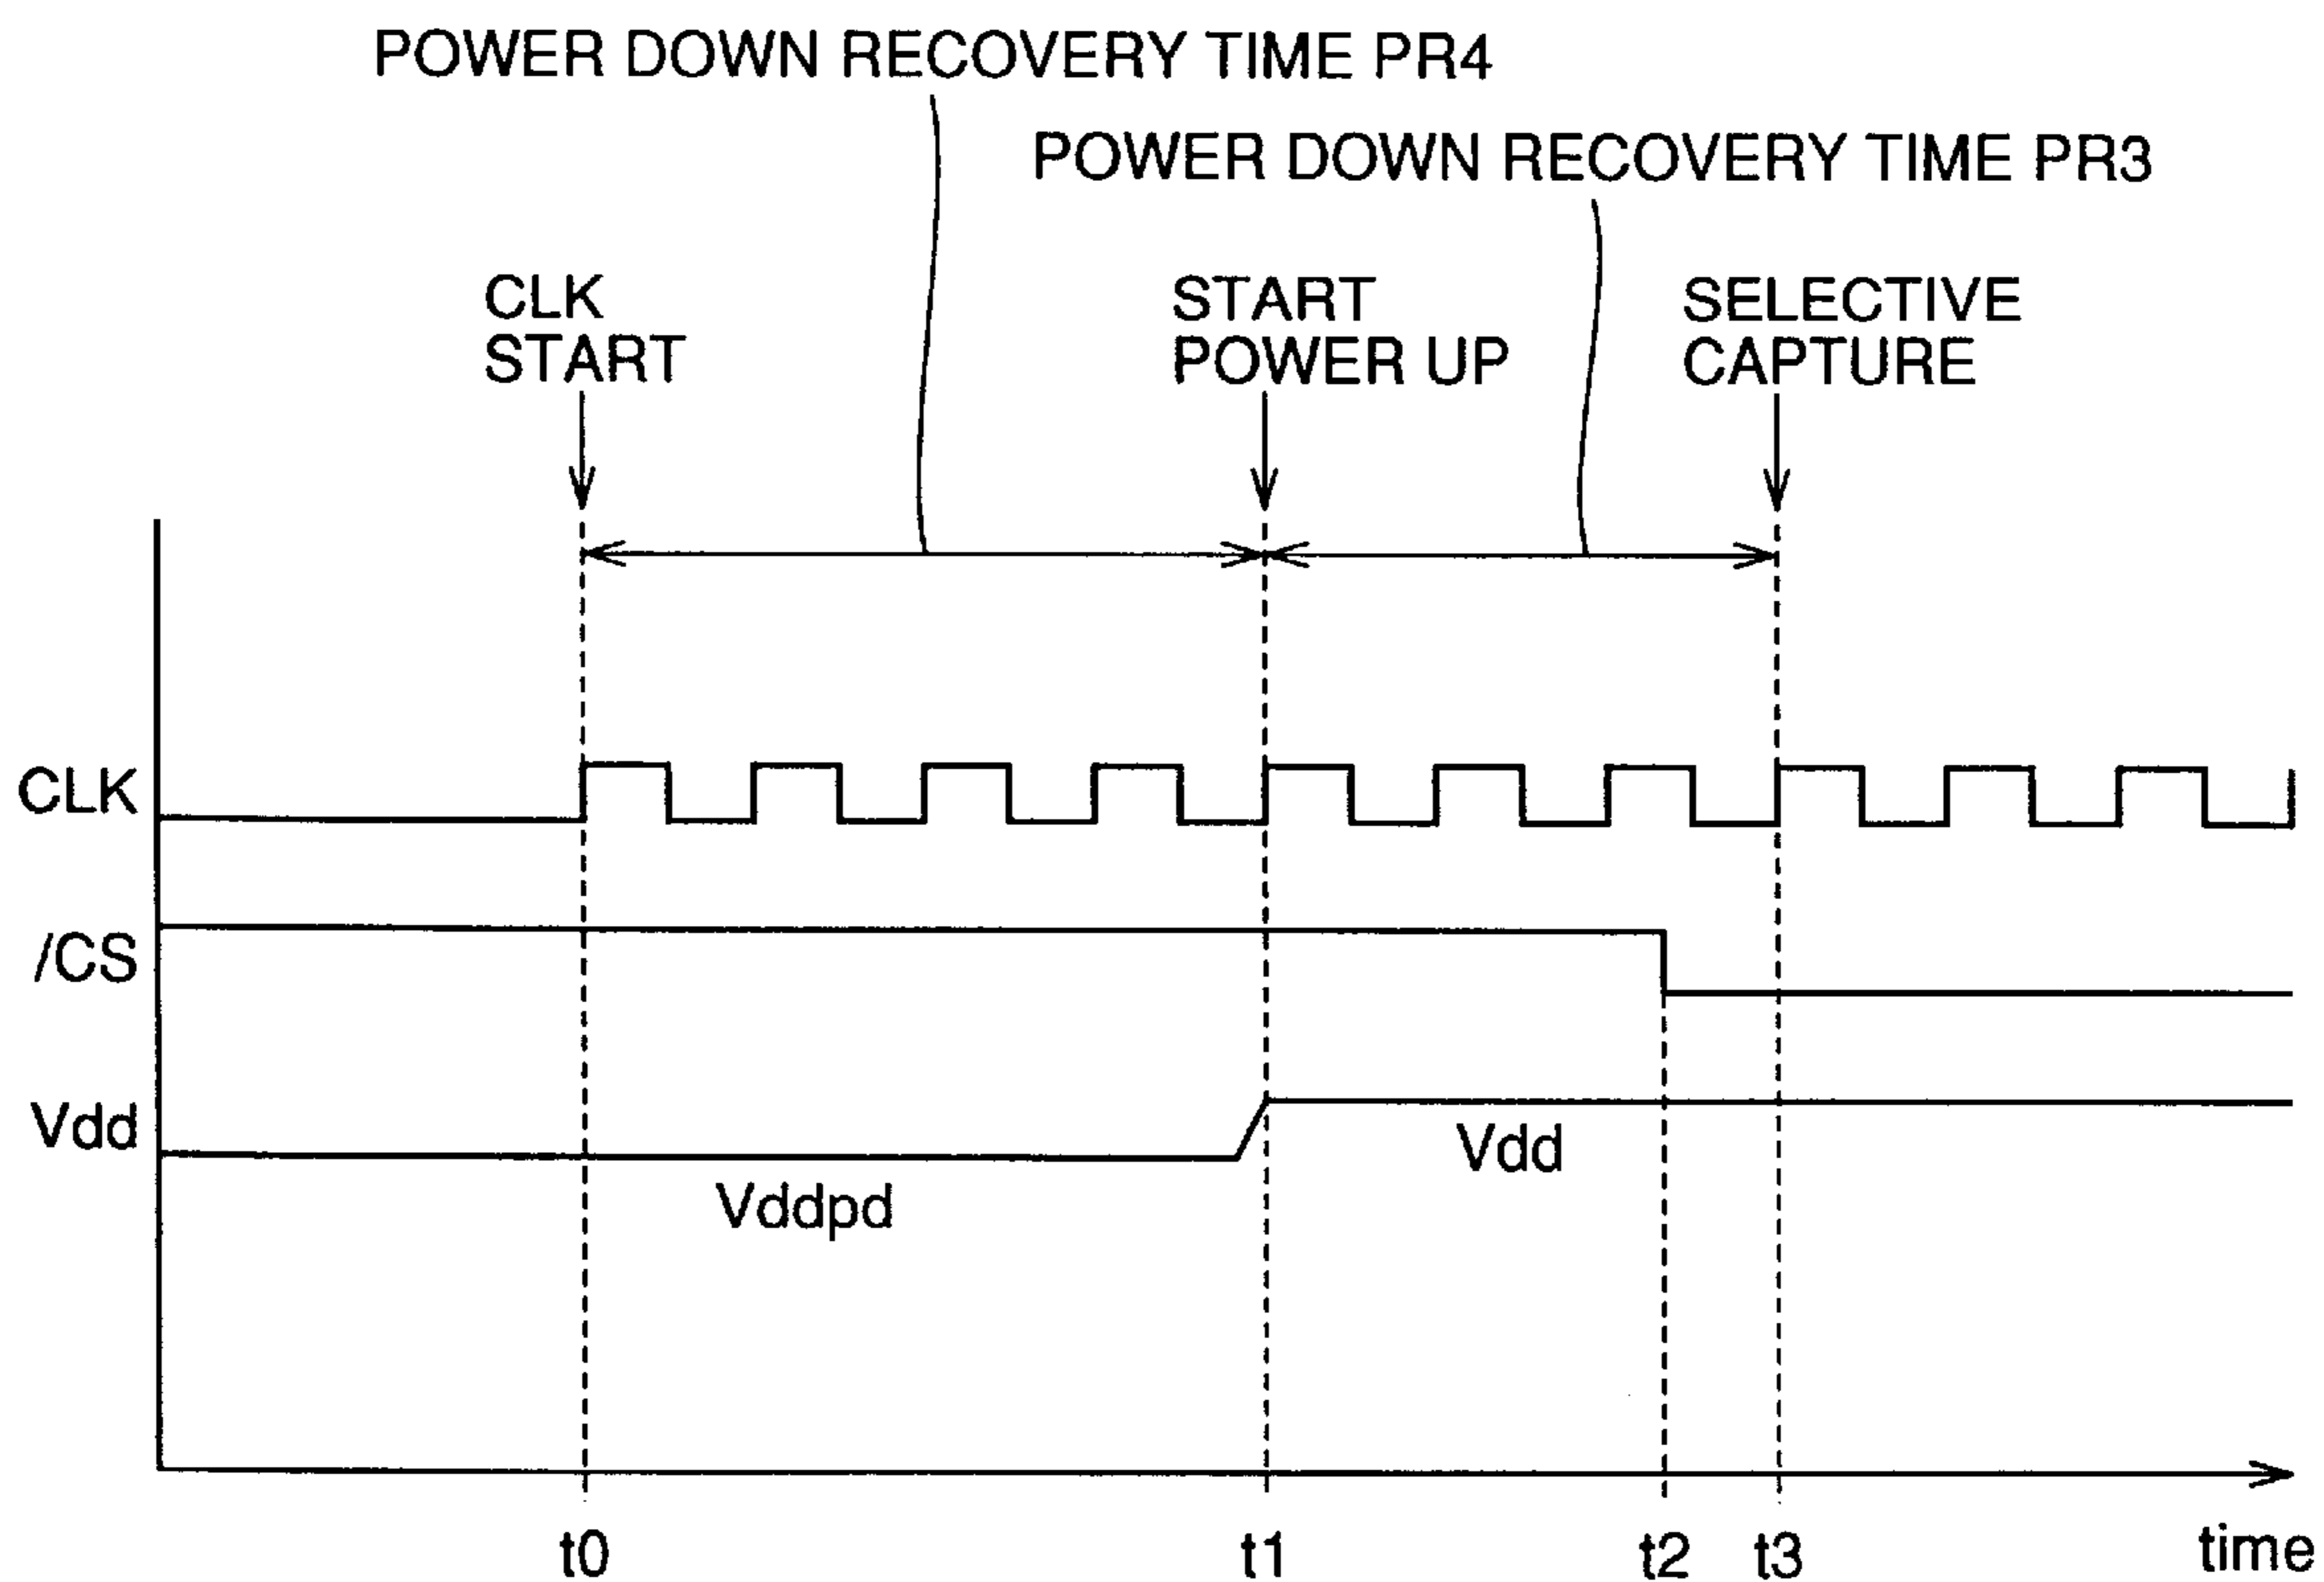 POWER DOWN RECOVERY TIME PR4
POWER DOWN RECOVERY TIME PR3
CLK
START
START
POWER UP
SELECTIVE
CAPTURE
CLK
/CS
Vdd
Vdd
Vddpd
t0
t1
t2
t3
time